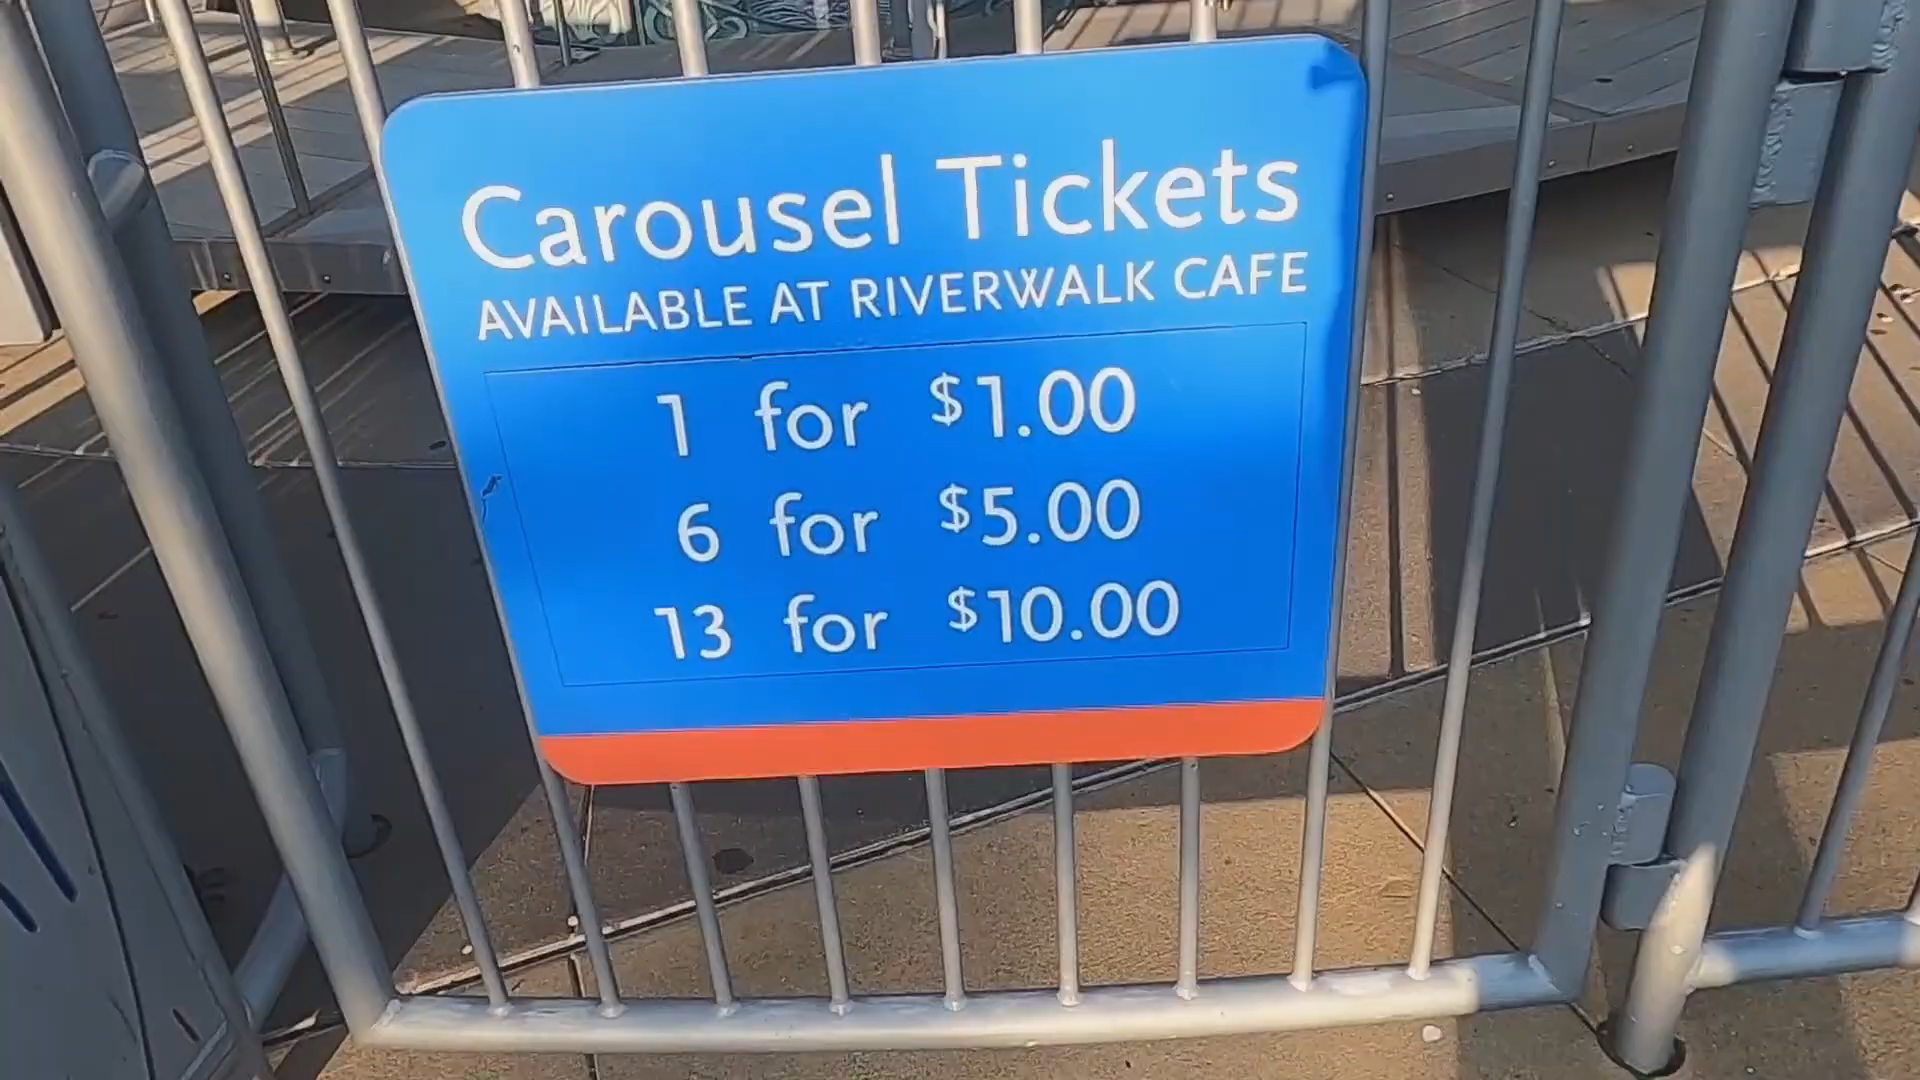 Carousel Tickets
AVAILABLE AT RIVERWALK CAFE
1 for $1.00
6 for $5.00
13 for $10.00